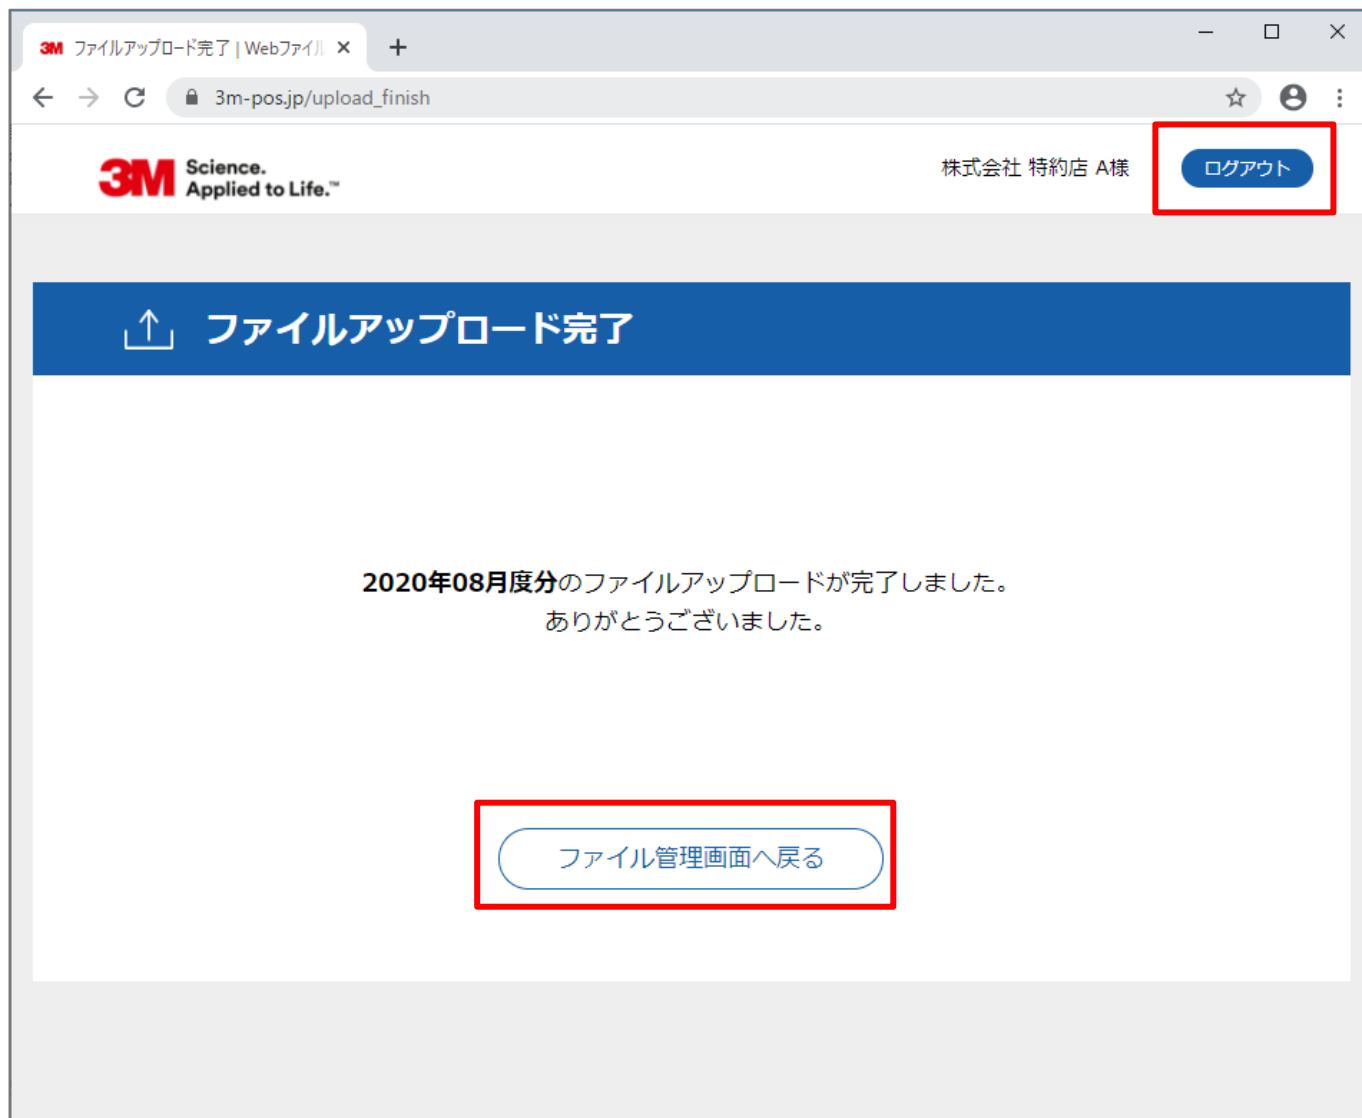 3M ファイルアップロード完了 | Webファイル
3m-pos.jp/upload_finish
3M Science.
Applied to Life.™
株式会社 特約店 A様
ログアウト
ファイルアップロード完了
2020年08月度分のファイルアップロードが完了しました。
ありがとうございました。
ファイル管理画面へ戻る